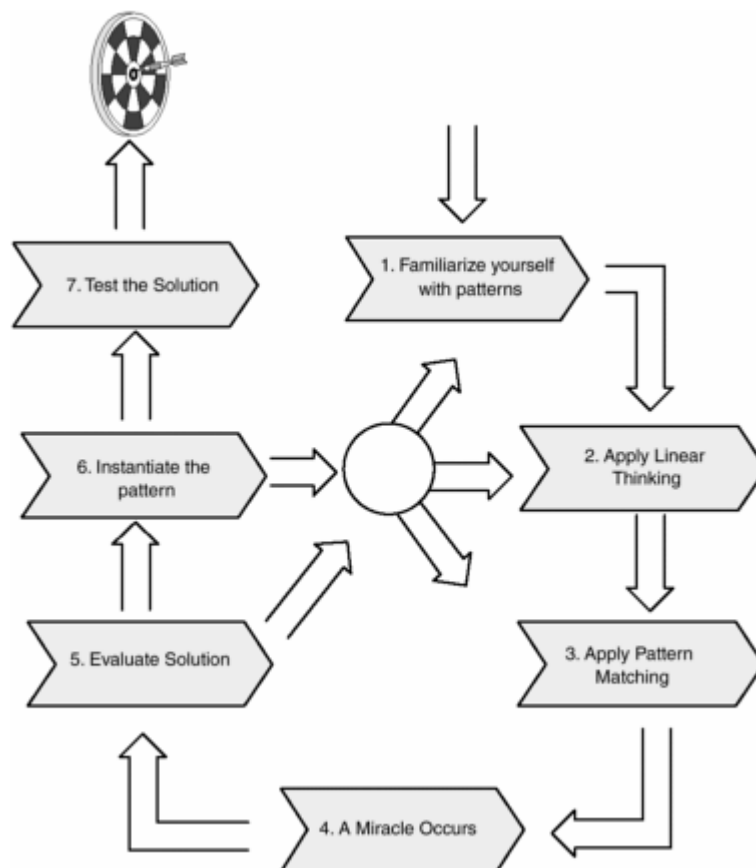 1. Familiarize yourself
with patterns
2. Apply Linear
Thinking
3. Apply Pattern
Matching
4. A Miracle Occurs
5. Evaluate Solution
6. Instantiate the
pattern
7. Test the Solution